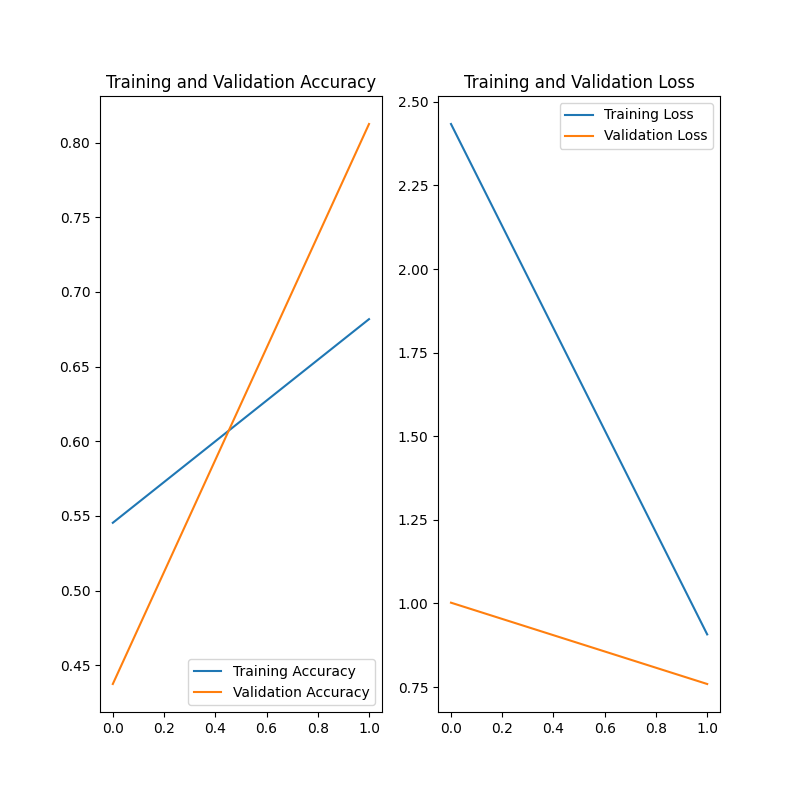 Training and Validation Accuracy
0.80
0.75
0.70
0.65
0.60
0.55
0.50
0.45
Training Accuracy
Validation Accuracy
0.0 0.2 0.4 0.6 0.8 1.0
Training and Validation Loss
2.50
2.25
2.00
1.75
1.50
1.25
1.00
0.75
Training Loss
Validation Loss
0.0 0.2 0.4 0.6 0.8 1.0